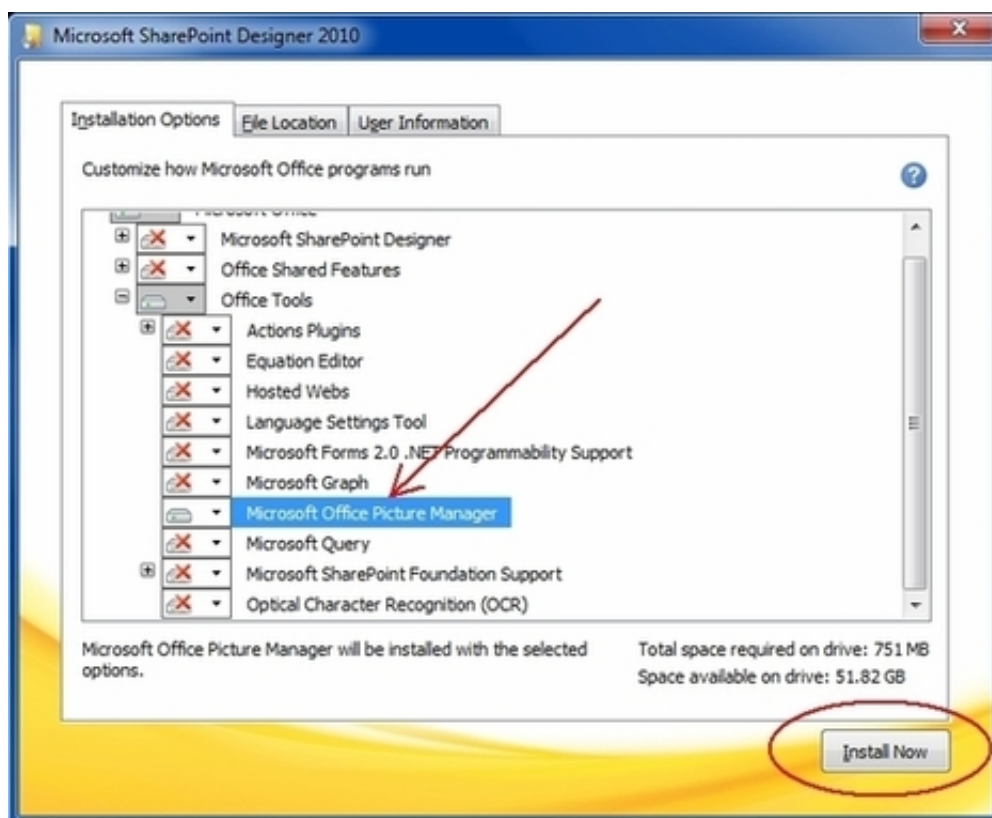 Microsoft SharePoint Designer 2010
Installation Options
File Location
User Information
Customize how Microsoft Office programs run
Microsoft Office
Microsoft SharePoint Designer
Office Shared Features
Office Tools
Actions Plugins
Equation Editor
Hosted Webs
Language Settings Tool
Microsoft Forms 2.0 .NET Programmability Support
Microsoft Graph
Microsoft Office Picture Manager
Microsoft Query
Microsoft SharePoint Foundation Support
Optical Character Recognition (OCR)
Microsoft Office Picture Manager will be installed with the selected
options.
Total space required on drive: 751 MB
Space available on drive: 51.82 GB
Install Now